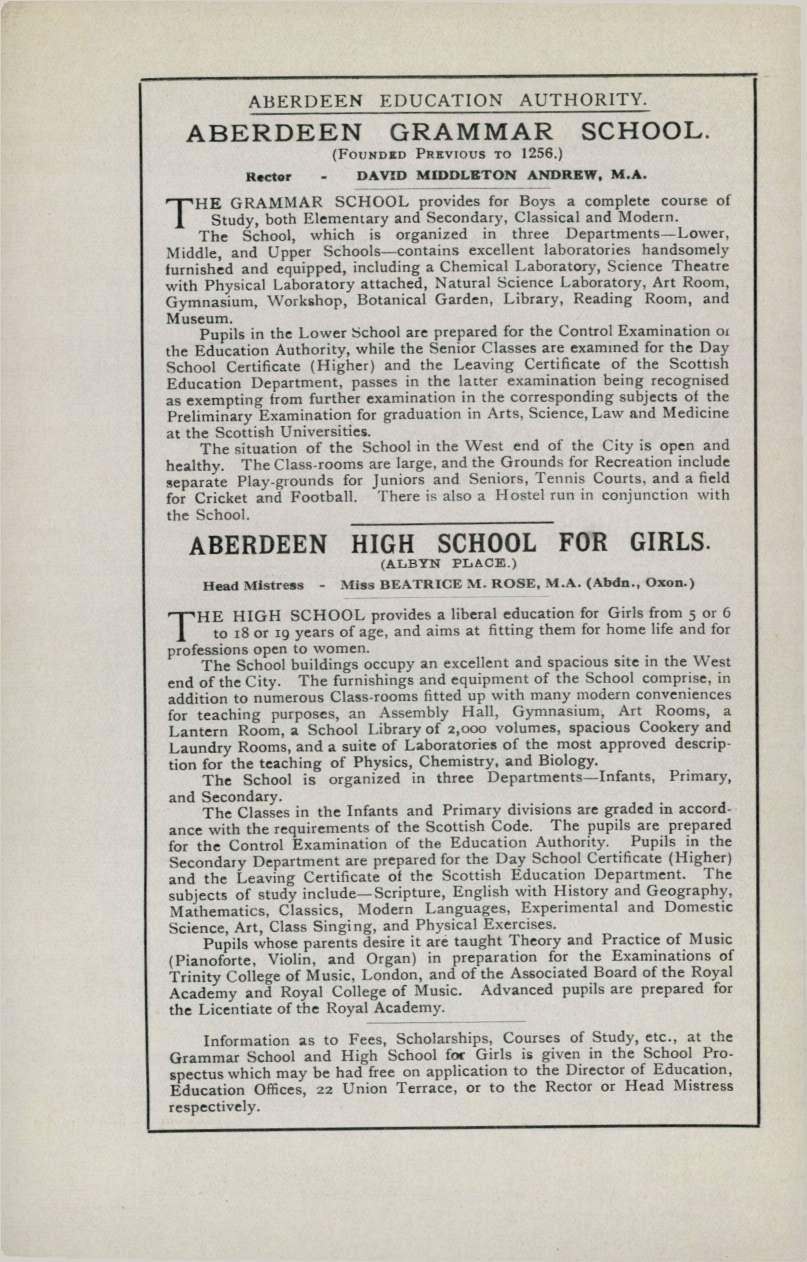 ABERDEEN EDUCATION AUTHORITY.
ABERDEEN GRAMMAR SCHOOL.
(FOUNDED PREVIOUS TO 1256.)
Rector - DAVID MIDDLETON ANDREW, M.A.
THE GRAMMAR SCHOOL provides for Boys a complete course of
Study, both Elementary and Secondary, Classical and Modern.
The School, which is organized in three Departments—Lower,
Middle, and Upper Schools—contains excellent laboratories handsomely
furnished and equipped, including a Chemical Laboratory, Science Theatre
with Physical Laboratory attached, Natural Science Laboratory, Art Room,
Gymnasium, Workshop, Botanical Garden, Library, Reading Room, and
Museum.
Pupils in the Lower School are prepared for the Control Examination of
the Education Authority, while the Senior Classes are examined for the Day
School Certificate (Higher) and the Leaving Certificate of the Scottish
Education Department, passes in the latter examination being recognised
as exempting from further examination in the corresponding subjects of the
Preliminary Examination for graduation in Arts, Science, Law and Medicine
at the Scottish Universities.
The situation of the School in the West end of the City is open and
healthy. The Class-rooms are large, and the Grounds for Recreation include
separate Play-grounds for Juniors and Seniors, Tennis Courts, and a field
for Cricket and Football. There is also a Hostel run in conjunction with
the School.
ABERDEEN HIGH SCHOOL FOR GIRLS.
(ALBYN PLACE.)
Head Mistress - Miss BEATRICE M. ROSE, M.A. (Abdn., Oxon.)
THE HIGH SCHOOL provides a liberal education for Girls from 5 or 6
to 18 or 19 years of age, and aims at fitting them for home life and for
professions open to women.
The School buildings occupy an excellent and spacious site in the West
end of the City. The furnishings and equipment of the School comprise, in
addition to numerous Class-rooms fitted up with many modern conveniences
for teaching purposes, an Assembly Hall, Gymnasium, Art Rooms, a
Lantern Room, a School Library of 2,000 volumes, spacious Cookery and
Laundry Rooms, and a suite of Laboratories of the most approved descrip-
tion for the teaching of Physics, Chemistry, and Biology.
The School is organized in three Departments—Infants, Primary,
and Secondary.
The Classes in the Infants and Primary divisions are graded in accord-
ance with the requirements of the Scottish Code. The pupils are prepared
for the Control Examination of the Education Authority. Pupils in the
Secondary Department are prepared for the Day School Certificate (Higher)
and the Leaving Certificate of the Scottish Education Department. The
subjects of study include—Scripture, English with History and Geography,
Mathematics, Classics, Modern Languages, Experimental and Domestic
Science, Art, Class Singing, and Physical Exercises.
Pupils whose parents desire it are taught Theory and Practice of Music
(Pianoforte, Violin, and Organ) in preparation for the Examinations of
Trinity College of Music, London, and of the Associated Board of the Royal
Academy and Royal College of Music. Advanced pupils are prepared for
the Licentiate of the Royal Academy.
Information as to Fees, Scholarships, Courses of Study, etc., at the
Grammar School and High School for Girls is given in the School Pro-
spectus which may be had free on application to the Director of Education,
Education Offices, 22 Union Terrace, or to the Rector or Head Mistress
respectively.